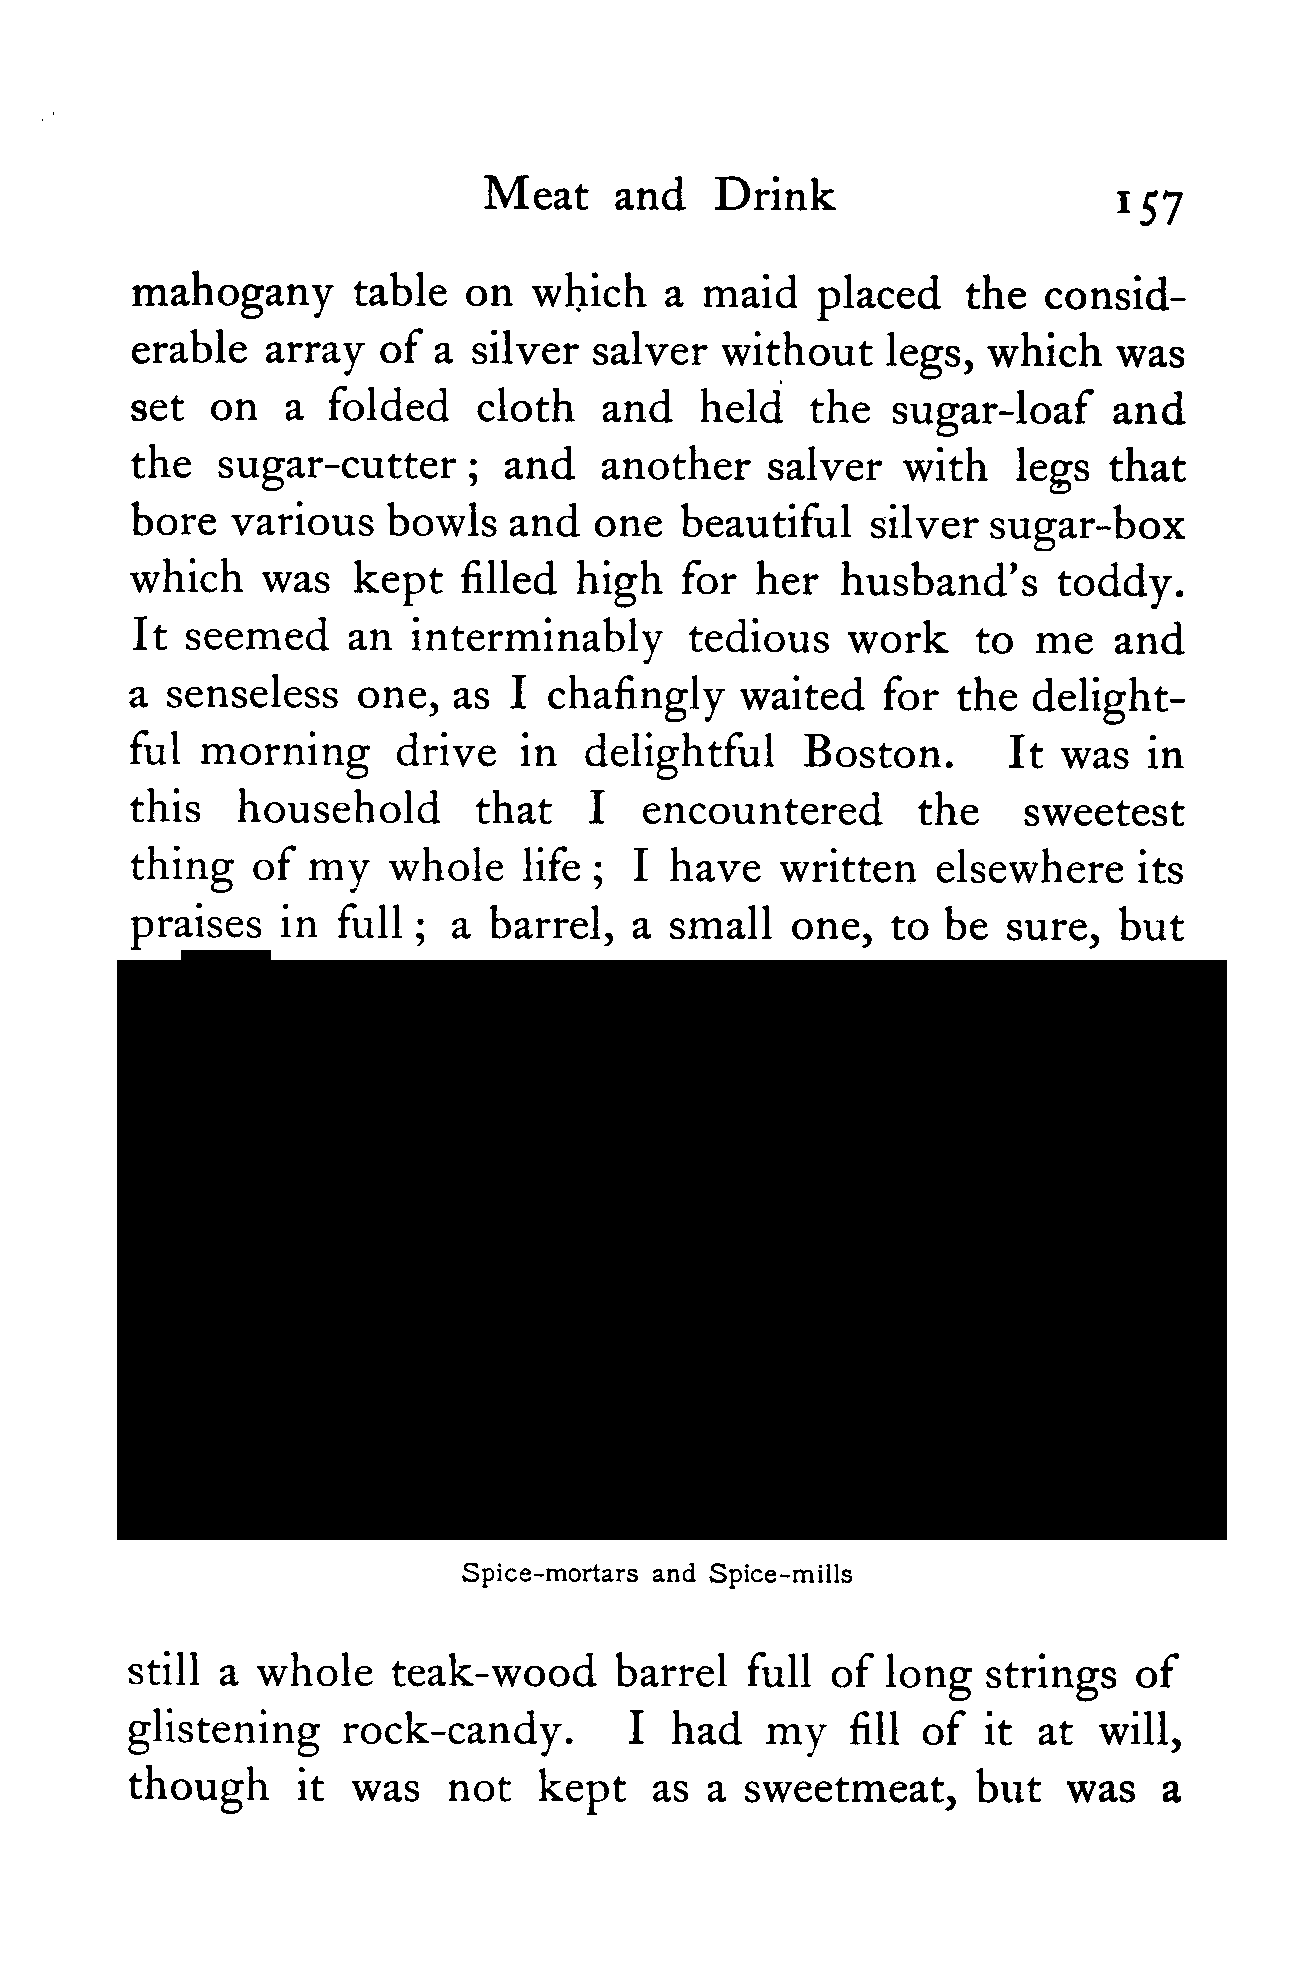 Meat and Drink 157
mahogany table on which a maid placed the consid-
erable array of a silver salver without legs, which was
set on a folded cloth and held the sugar-loaf and
the sugar-cutter ; and another salver with legs that
bore various bowls and one beautiful silver sugar-box
which was kept filled high for her husband's toddy.
It seemed an interminably tedious work to me and
a senseless one, as I chafingly waited for the delight-
ful morning drive in delightful Boston. It was in
this household that I encountered the sweetest
thing of my whole life ; I have written elsewhere its
praises in full ; a barrel, a small one, to be sure, but
Spice-mortars and Spice-mills
still a whole teak-wood barrel full of long strings of
glistening rock-candy. I had my fill of it at will,
though it was not kept as a sweetmeat, but was a